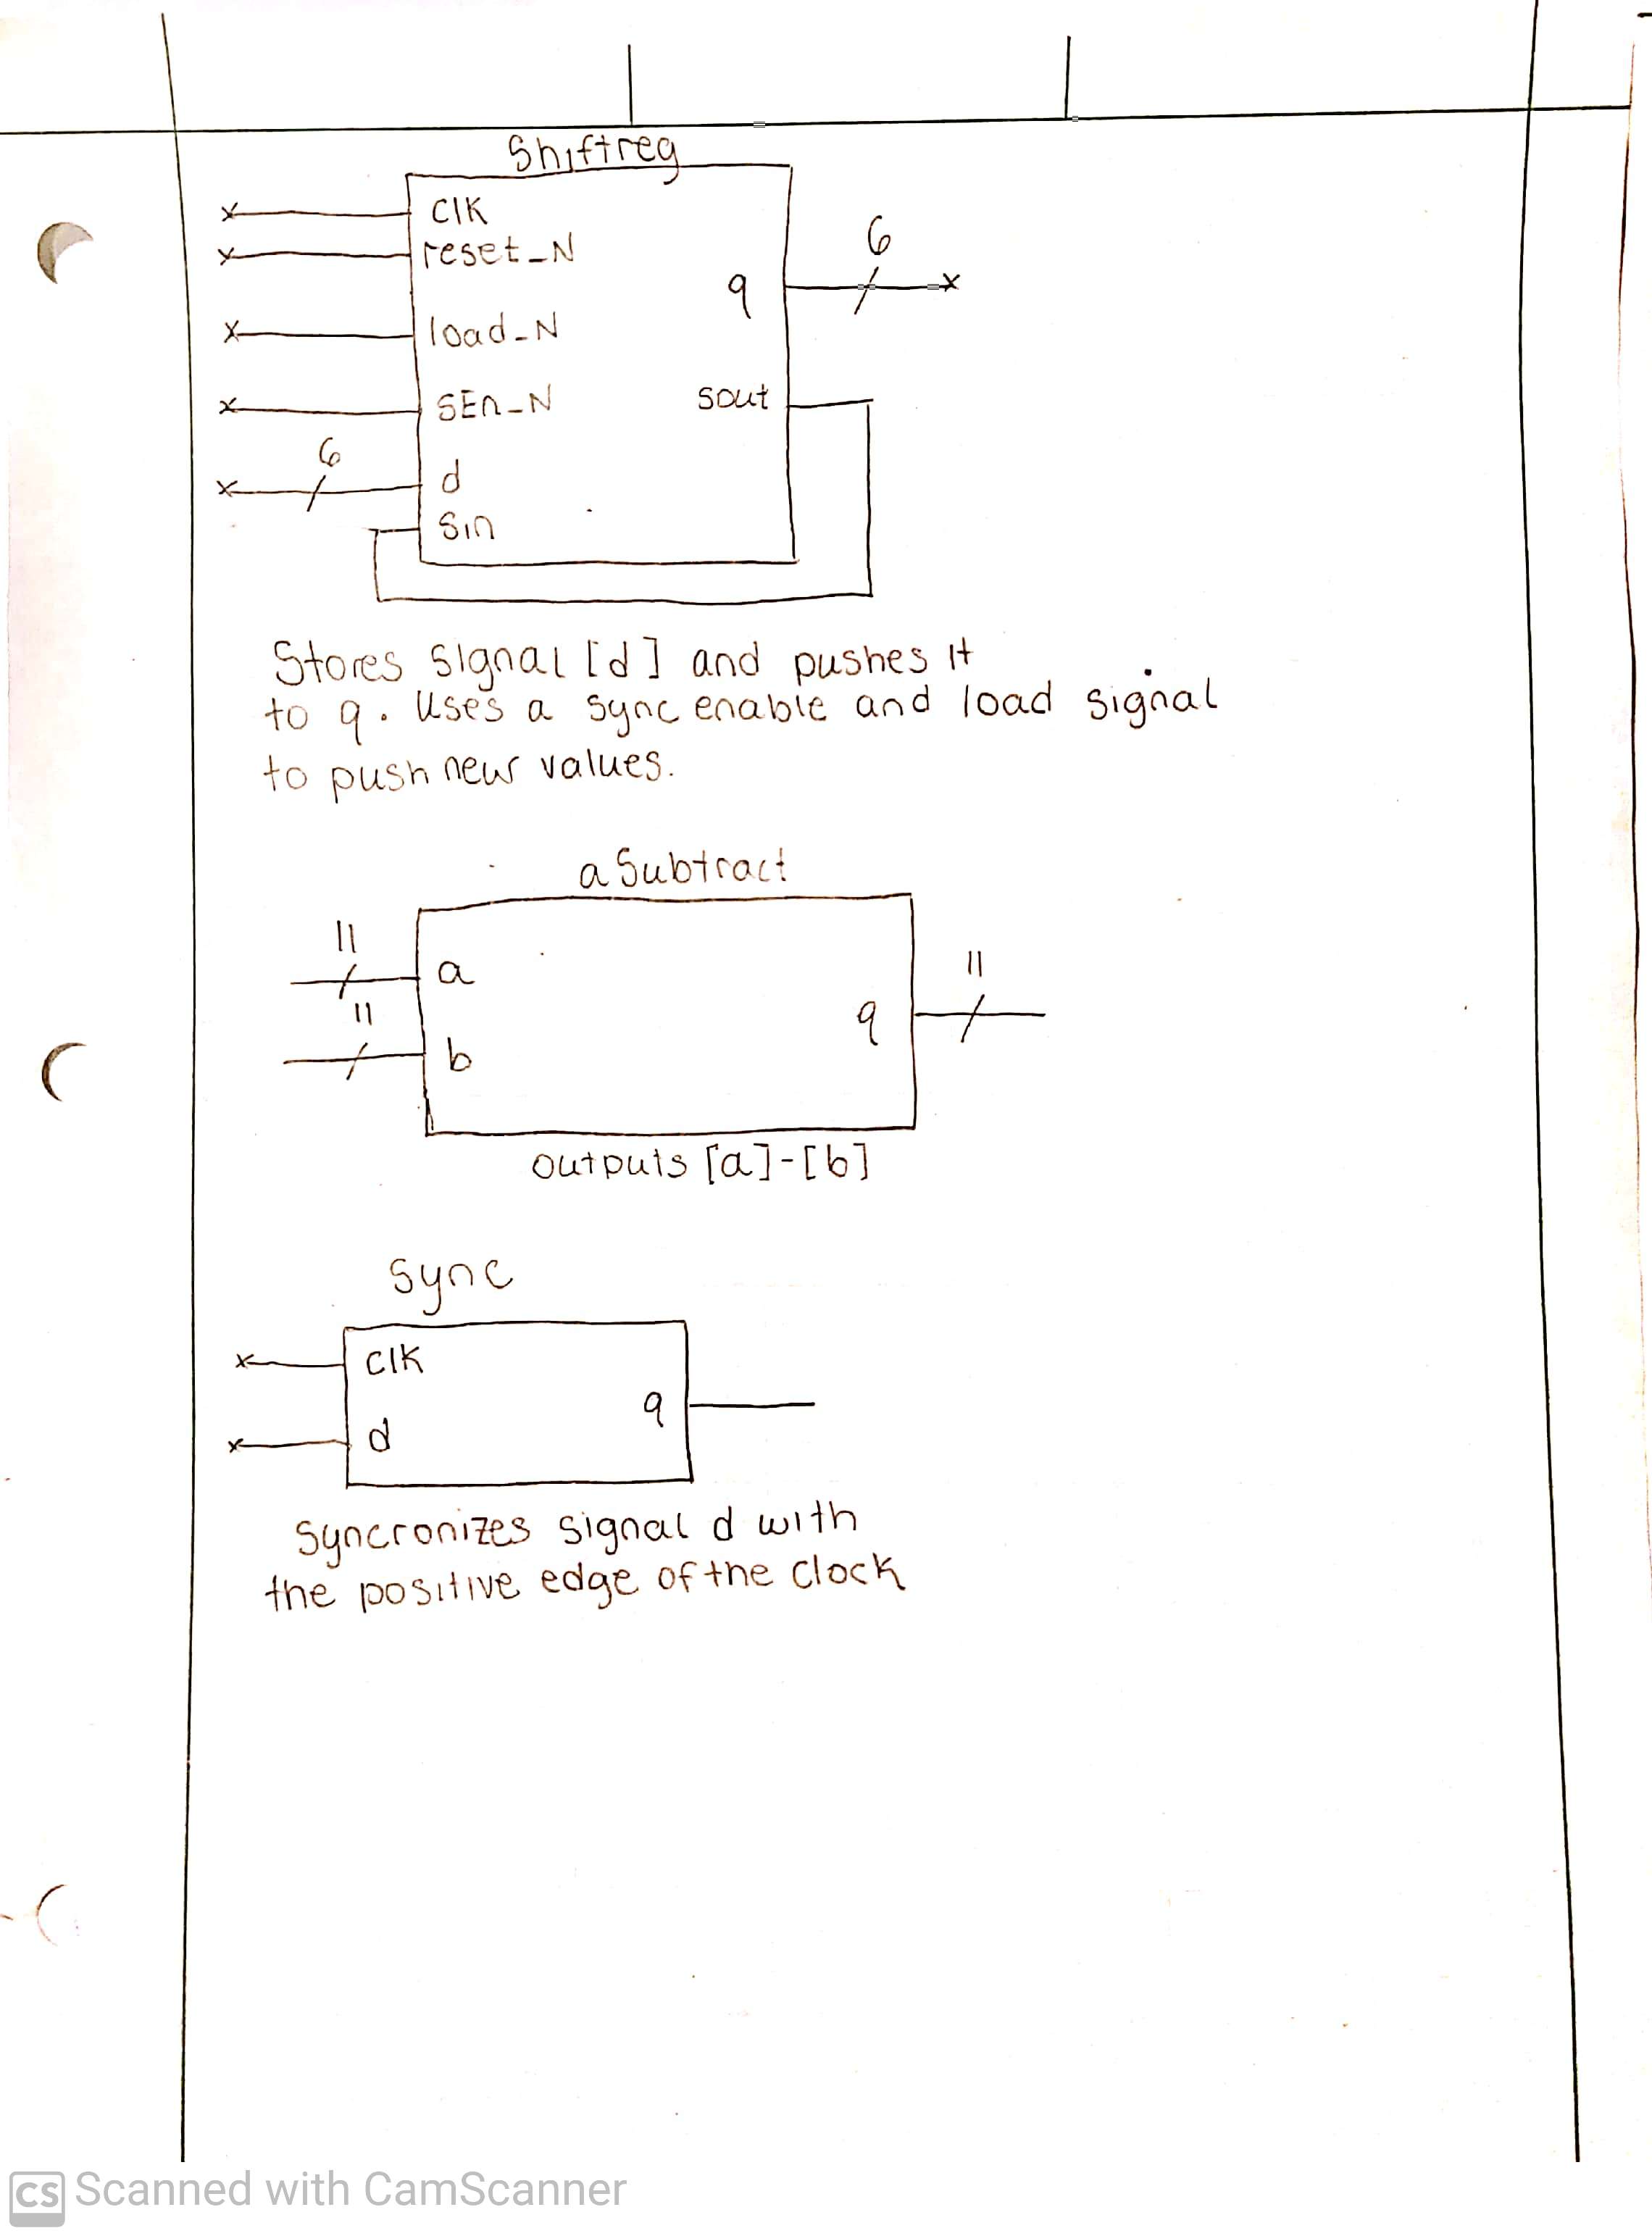 Shiftreg
clk
reset_N
6
q
load_N
SEn_N
sout
6
d
Sin
Stores signal [d] and pushes it
to q. Uses a sync enable and load signal
to push new values.
aSubtract
11
a
11
11
q
b
outputs [a]-[b]
Sync
clk
q
d
Syncronizes signal d with
the positive edge of the clock
CS Scanned with CamScanner